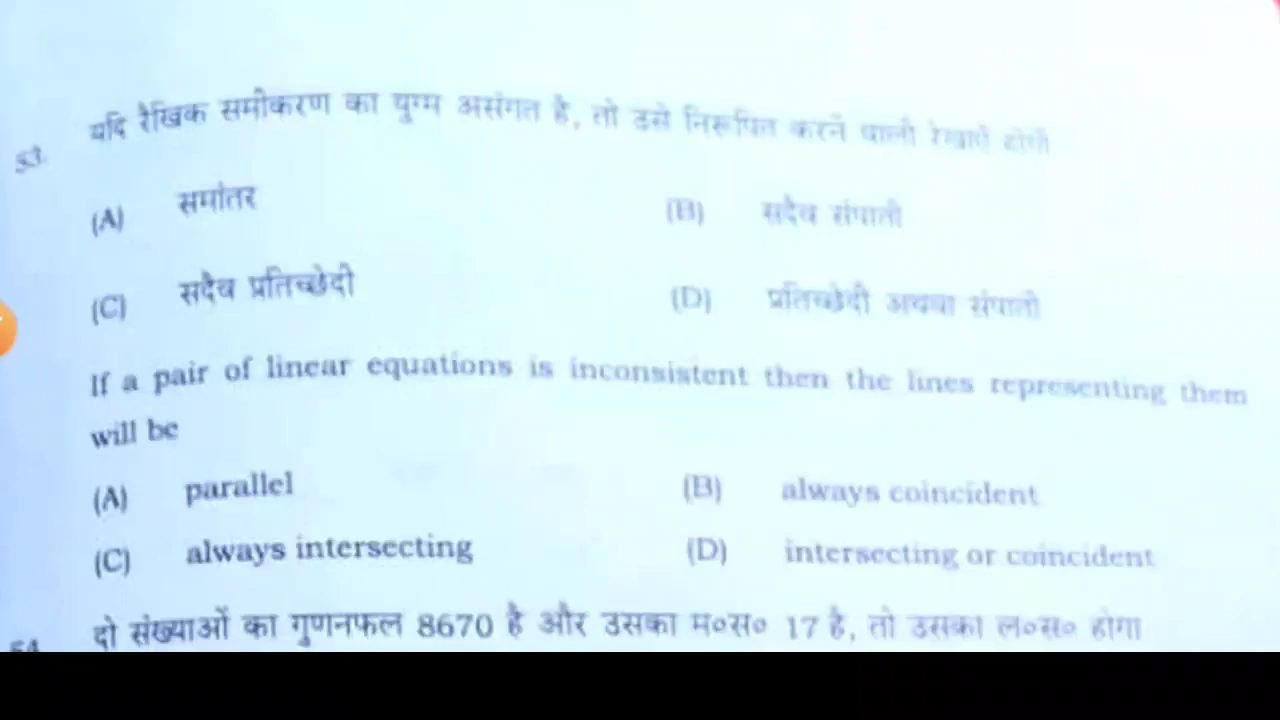 53. यदि रैखिक समीकरण का युग्म असंगत है, तो उसे निरूपित करने वाली रेखाएँ होंगी
(A) समांतर (B) सदैव संपाती
(C) सदैव प्रतिच्छेदी (D) प्रतिच्छेदी अथवा संपाती
If a pair of linear equations is inconsistent then the lines representing them
will be
(A) parallel (B) always coincident
(C) always intersecting (D) intersecting or coincident
54. दो संख्याओं का गुणनफल 8670 है और उसका म०स० 17 है, तो उसका ल०स० होगा